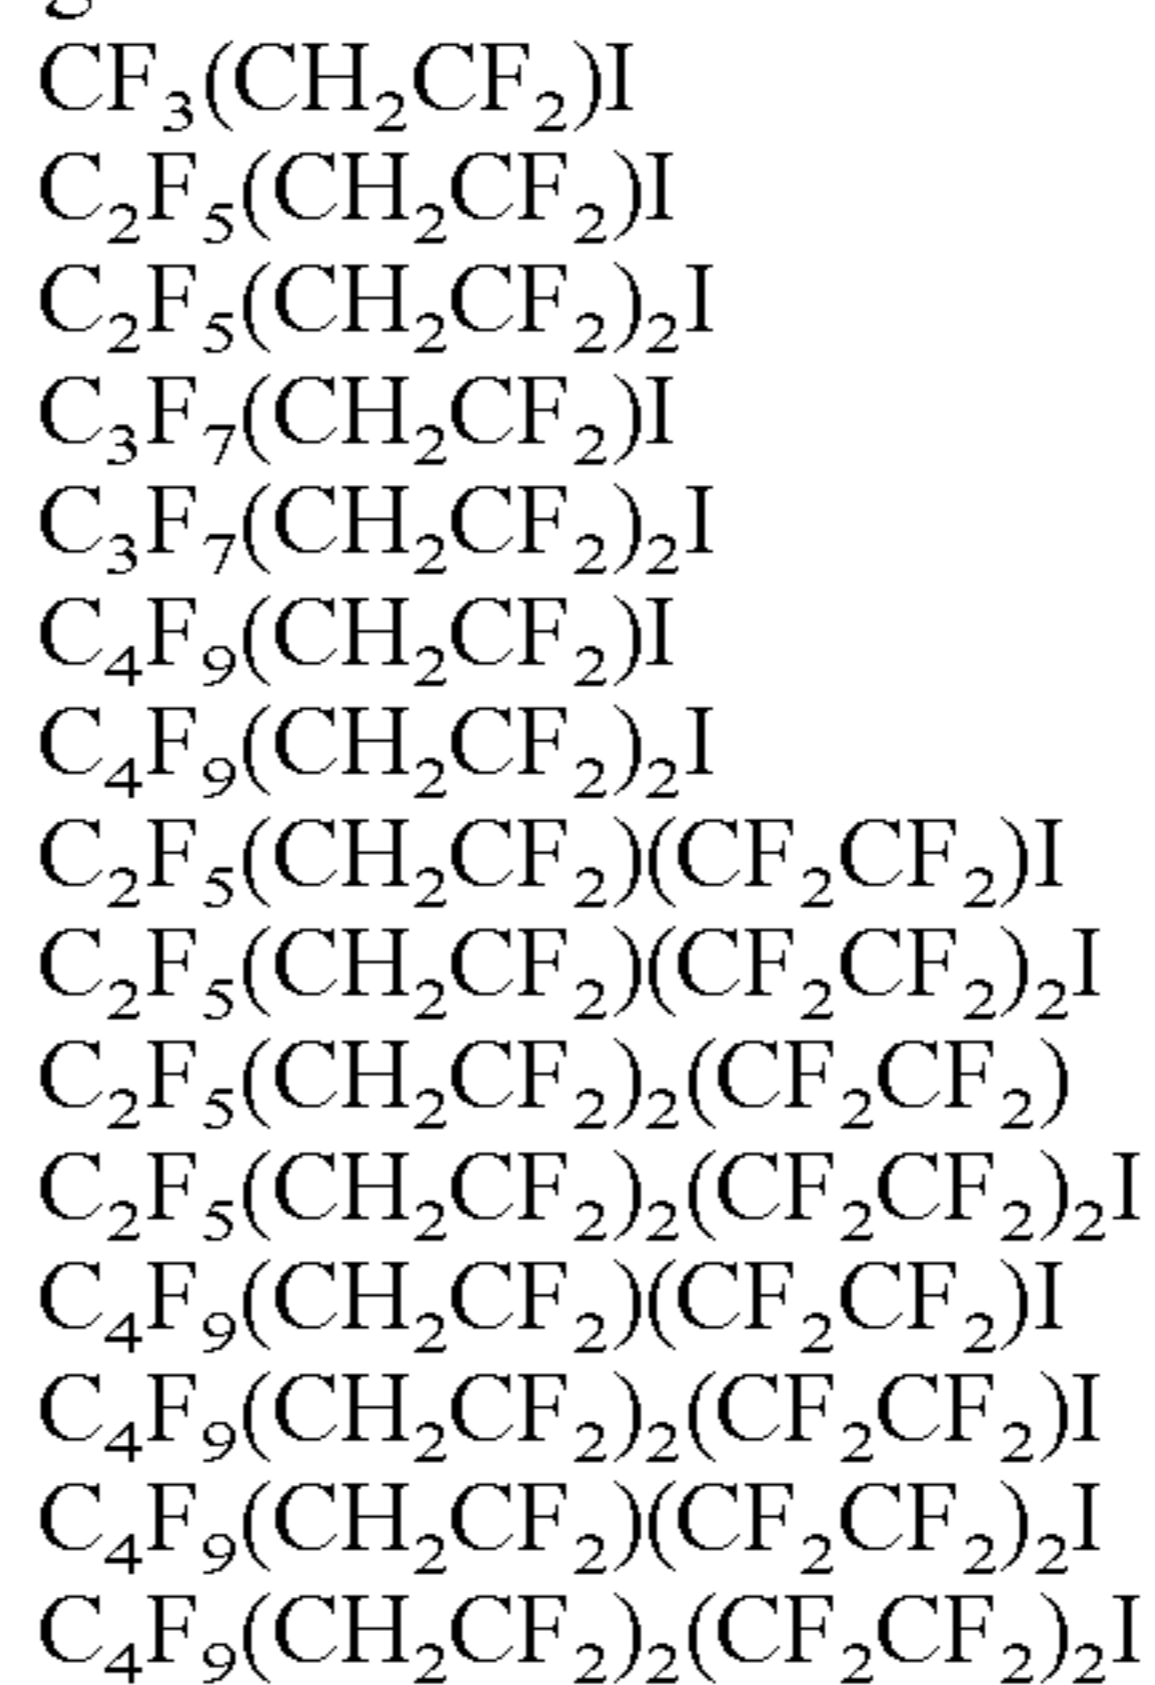 CF₃(CH₂CF₂)I
C₂F₅(CH₂CF₂)I
C₂F₅(CH₂CF₂)₂I
C₃F₇(CH₂CF₂)I
C₃F₇(CH₂CF₂)₂I
C₄F₉(CH₂CF₂)I
C₄F₉(CH₂CF₂)₂I
C₂F₅(CH₂CF₂)(CF₂CF₂)I
C₂F₅(CH₂CF₂)(CF₂CF₂)₂I
C₂F₅(CH₂CF₂)₂(CF₂CF₂)
C₂F₅(CH₂CF₂)₂(CF₂CF₂)₂I
C₄F₉(CH₂CF₂)(CF₂CF₂)I
C₄F₉(CH₂CF₂)₂(CF₂CF₂)I
C₄F₉(CH₂CF₂)(CF₂CF₂)₂I
C₄F₉(CH₂CF₂)₂(CF₂CF₂)₂I